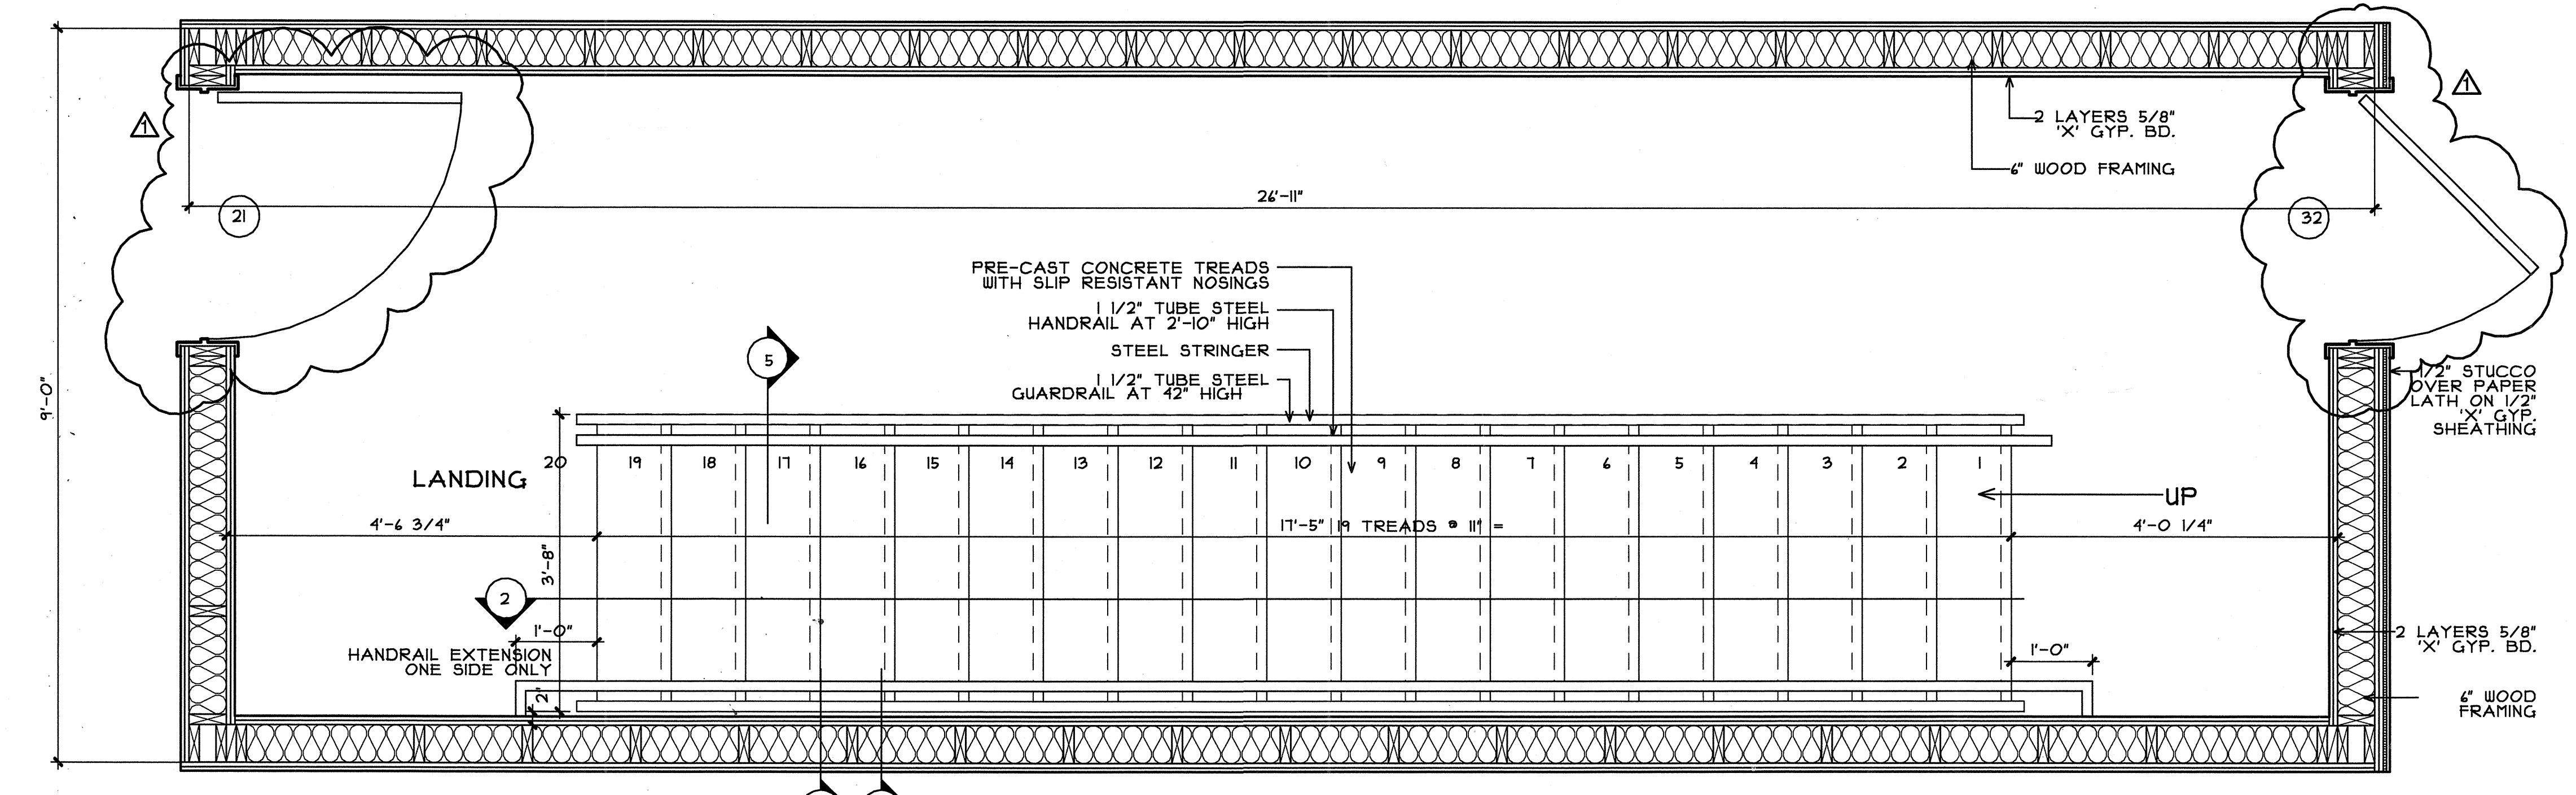 1
1
2 LAYERS 5/8"
'X' GYP. BD.
6" WOOD FRAMING
26'-11"
21
32
PRE-CAST CONCRETE TREADS
WITH SLIP RESISTANT NOSINGS
1 1/2" TUBE STEEL
HANDRAIL AT 2'-10" HIGH
STEEL STRINGER
1 1/2" TUBE STEEL
GUARDRAIL AT 42" HIGH
5
9'-0"
1/2" STUCCO
OVER PAPER
LATH ON 1/2"
'X' GYP.
SHEATHING
LANDING
20 19 18 17 16 15 14 13 12 11 10 9 8 7 6 5 4 3 2 1
UP
4'-6 3/4"
17'-5" 19 TREADS @ 11" =
4'-0 1/4"
3'-8"
2
1'-0"
HANDRAIL EXTENSION
ONE SIDE ONLY
2"
1'-0"
2 LAYERS 5/8"
'X' GYP. BD.
6" WOOD
FRAMING